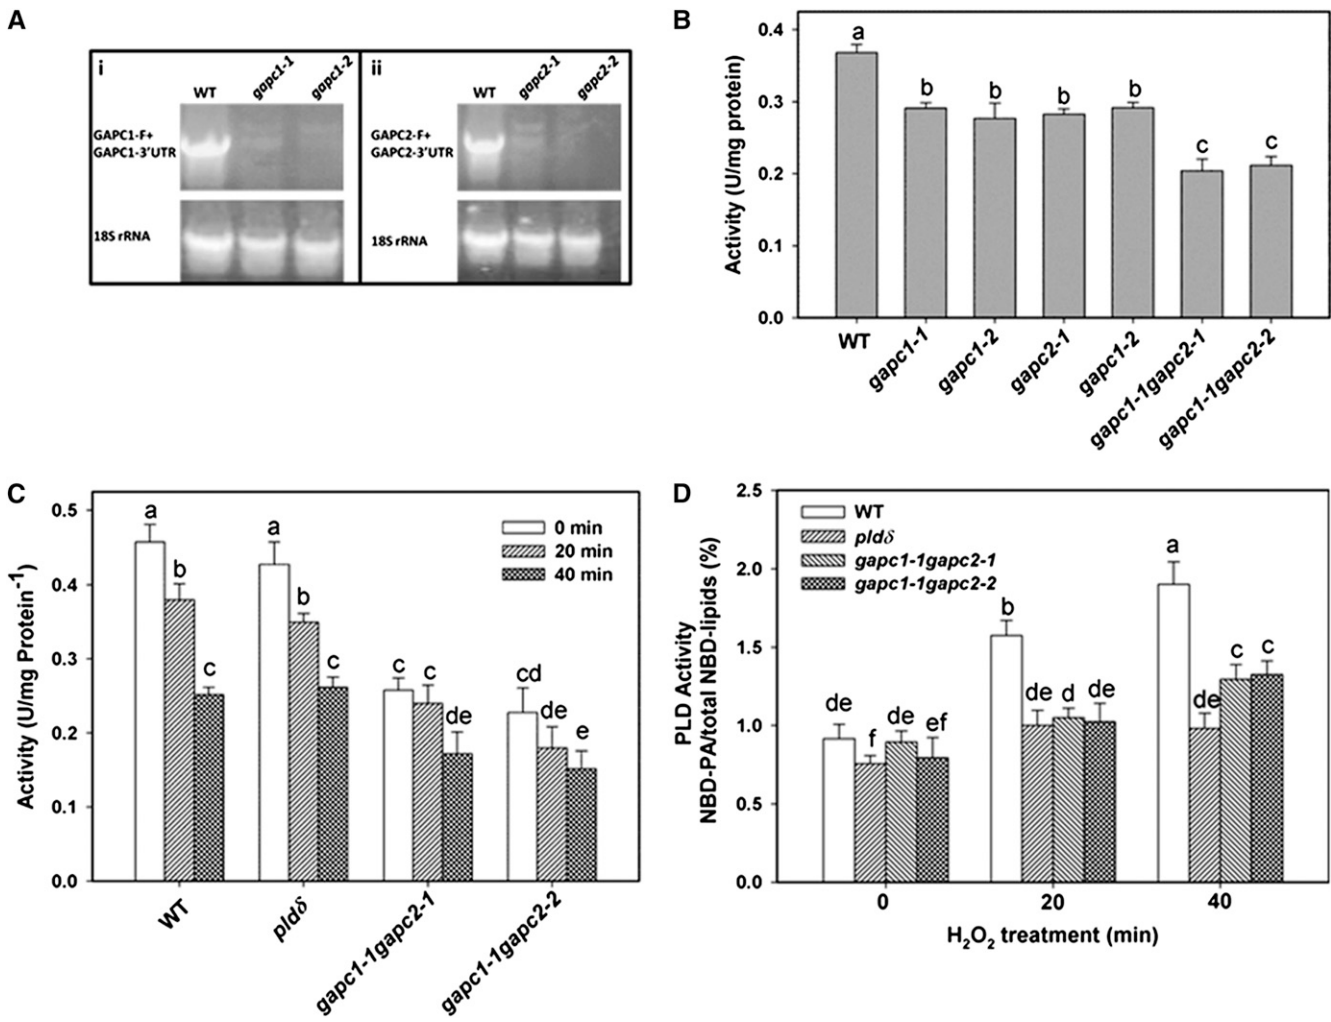 A
i
WT
gapc1-1
gapc1-2
GAPC1-F+
GAPC1-3'UTR
18S rRNA
ii
WT
gapc2-1
gapc2-2
GAPC2-F+
GAPC2-3'UTR
18S rRNA
B
Activity (U/mg protein)
0.4
0.3
0.2
0.1
0.0
a
b
b
b
b
c
c
WT
gapc1-1
gapc1-2
gapc2-1
gapc1-2
gapc1-1gapc2-1
gapc1-1gapc2-2
C
Activity (U/mg Protein⁻¹)
0.5
0.4
0.3
0.2
0.1
0.0
0 min
20 min
40 min
a
b
c
a
b
c
c
c
de
cd
de
e
WT
pldδ
gapc1-1gapc2-1
gapc1-1gapc2-2
D
PLD Activity
NBD-PA/total NBD-lipids (%)
2.5
2.0
1.5
1.0
0.5
0.0
WT
pldδ
gapc1-1gapc2-1
gapc1-1gapc2-2
de
f
de
ef
b
de
d
de
a
de
c
c
0
20
40
H₂O₂ treatment (min)